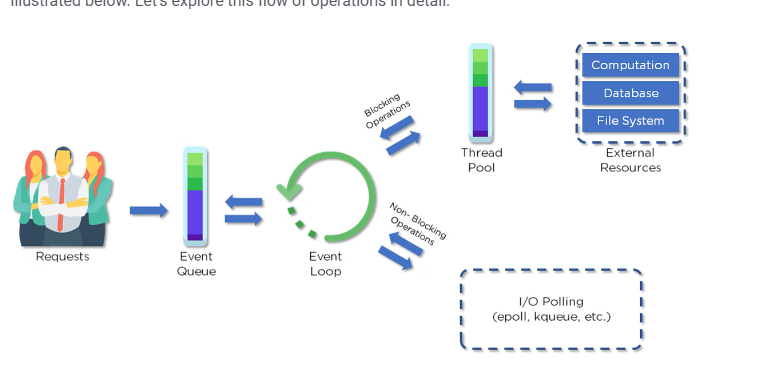 illustrated below. Let's explore this flow of operations in detail.
Blocking
Operations
Computation
Database
File System
Thread
Pool
External
Resources
Non- Blocking
Operations
Requests
Event
Queue
Event
Loop
I/O Polling
(epoll, kqueue, etc.)